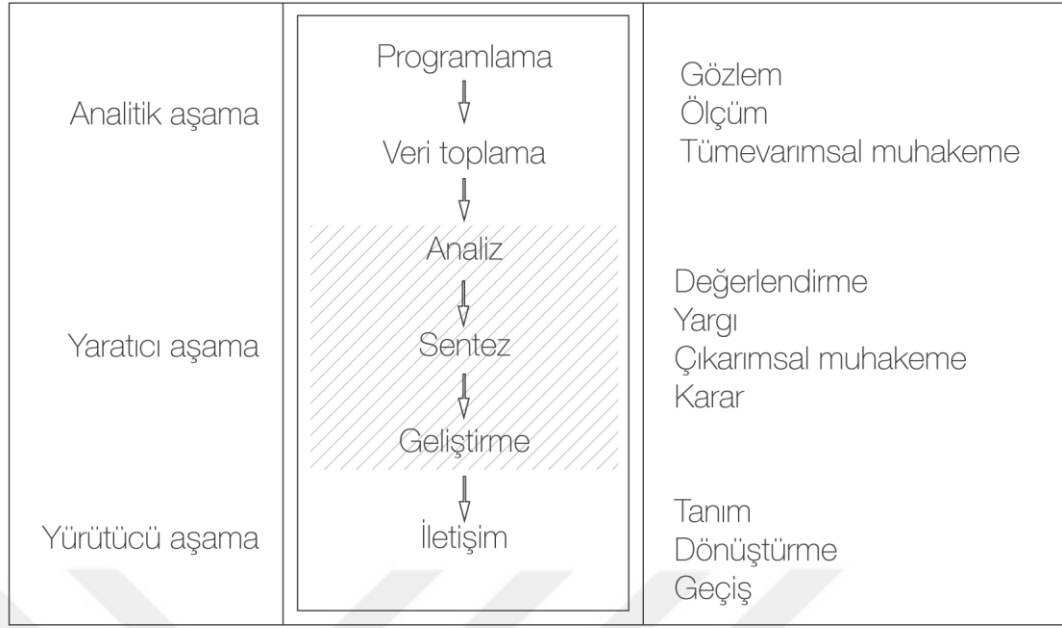 Analitik aşama
Programlama
Veri toplama
Gözlem
Ölçüm
Tümevarımsal muhakeme
Yaratıcı aşama
Analiz
Sentez
Geliştirme
Değerlendirme
Yargı
Çıkarımsal muhakeme
Karar
Yürütücü aşama
İletişim
Tanım
Dönüştürme
Geçiş